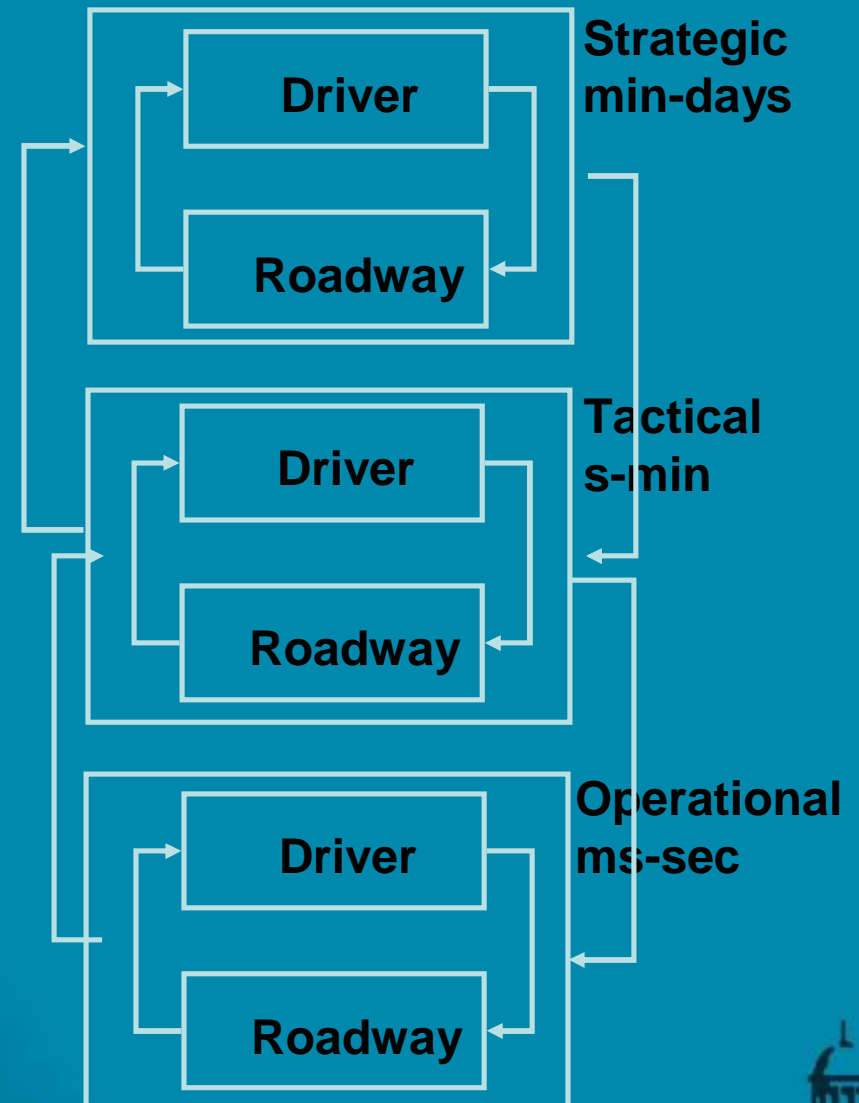 Strategic
min-days
Driver
Roadway
Tactical
s-min
Driver
Roadway
Operational
ms-sec
Driver
Roadway